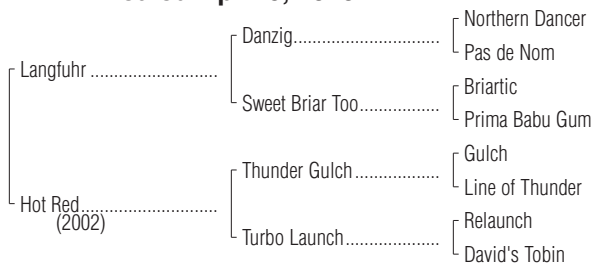 Northern Dancer
Danzig
Pas de Nom
Langfuhr
Briartic
Sweet Briar Too
Prima Babu Gum
Gulch
Thunder Gulch
Line of Thunder
Hot Red
(2002)
Relaunch
Turbo Launch
David's Tobin